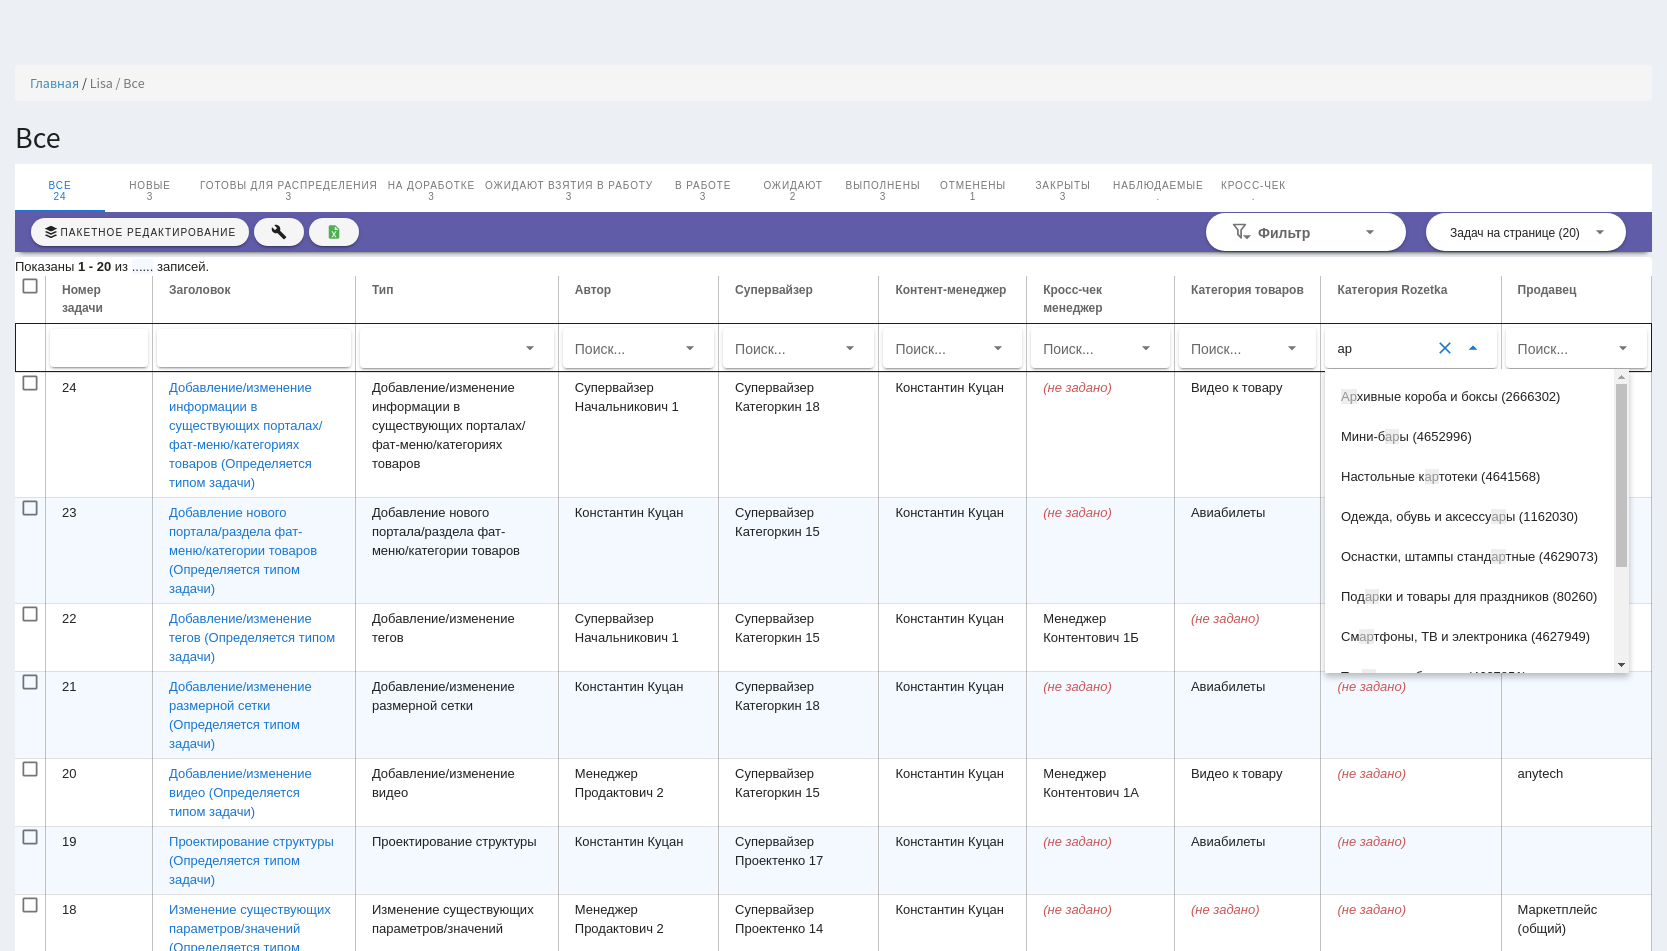 Главная / Lisa / Все
Все
ВСЕ
24
НОВЫЕ
3
ГОТОВЫ ДЛЯ РАСПРЕДЕЛЕНИЯ
3
НА ДОРАБОТКЕ
3
ОЖИДАЮТ ВЗЯТИЯ В РАБОТУ
3
В РАБОТЕ
3
ОЖИДАЮТ
2
ВЫПОЛНЕНЫ
3
ОТМЕНЕНЫ
1
ЗАКРЫТЫ
3
НАБЛЮДАЕМЫЕ
.
КРОСС-ЧЕК
.
ПАКЕТНОЕ РЕДАКТИРОВАНИЕ
Фильтр
Задач на странице (20)
Показаны 1 - 20 из ...... записей.
Номер
задачи
Заголовок
Тип
Автор
Супервайзер
Контент-менеджер
Кросс-чек
менеджер
Категория товаров
Категория Rozetka
Продавец
Поиск...
Поиск...
Поиск...
Поиск...
Поиск...
ар
Поиск...
Архивные короба и боксы (2666302)
Мини-бары (4652996)
Настольные картотеки (4641568)
Одежда, обувь и аксессуары (1162030)
Оснастки, штампы стандартные (4629073)
Подарки и товары для праздников (80260)
Смартфоны, ТВ и электроника (4627949)
24
Добавление/изменение
информации в
существующих порталах/
фат-меню/категориях
товаров (Определяется
типом задачи)
Добавление/изменение
информации в
существующих порталах/
фат-меню/категориях
товаров
Супервайзер
Начальникович 1
Супервайзер
Категоркин 18
Константин Куцан
(не задано)
Видео к товару
23
Добавление нового
портала/раздела фат-
меню/категории товаров
(Определяется типом
задачи)
Добавление нового
портала/раздела фат-
меню/категории товаров
Константин Куцан
Супервайзер
Категоркин 15
Константин Куцан
(не задано)
Авиабилеты
22
Добавление/изменение
тегов (Определяется типом
задачи)
Добавление/изменение
тегов
Супервайзер
Начальникович 1
Супервайзер
Категоркин 15
Константин Куцан
Менеджер
Контентович 1Б
(не задано)
21
Добавление/изменение
размерной сетки
(Определяется типом
задачи)
Добавление/изменение
размерной сетки
Константин Куцан
Супервайзер
Категоркин 18
Константин Куцан
(не задано)
Авиабилеты
(не задано)
20
Добавление/изменение
видео (Определяется
типом задачи)
Добавление/изменение
видео
Менеджер
Продактович 2
Супервайзер
Категоркин 15
Константин Куцан
Менеджер
Контентович 1А
Видео к товару
(не задано)
anytech
19
Проектирование структуры
(Определяется типом
задачи)
Проектирование структуры
Константин Куцан
Супервайзер
Проектенко 17
Константин Куцан
(не задано)
Авиабилеты
(не задано)
18
Изменение существующих
параметров/значений
(Определяется типом
Изменение существующих
параметров/значений
Менеджер
Продактович 2
Супервайзер
Проектенко 14
Константин Куцан
(не задано)
(не задано)
(не задано)
Маркетплейс
(общий)